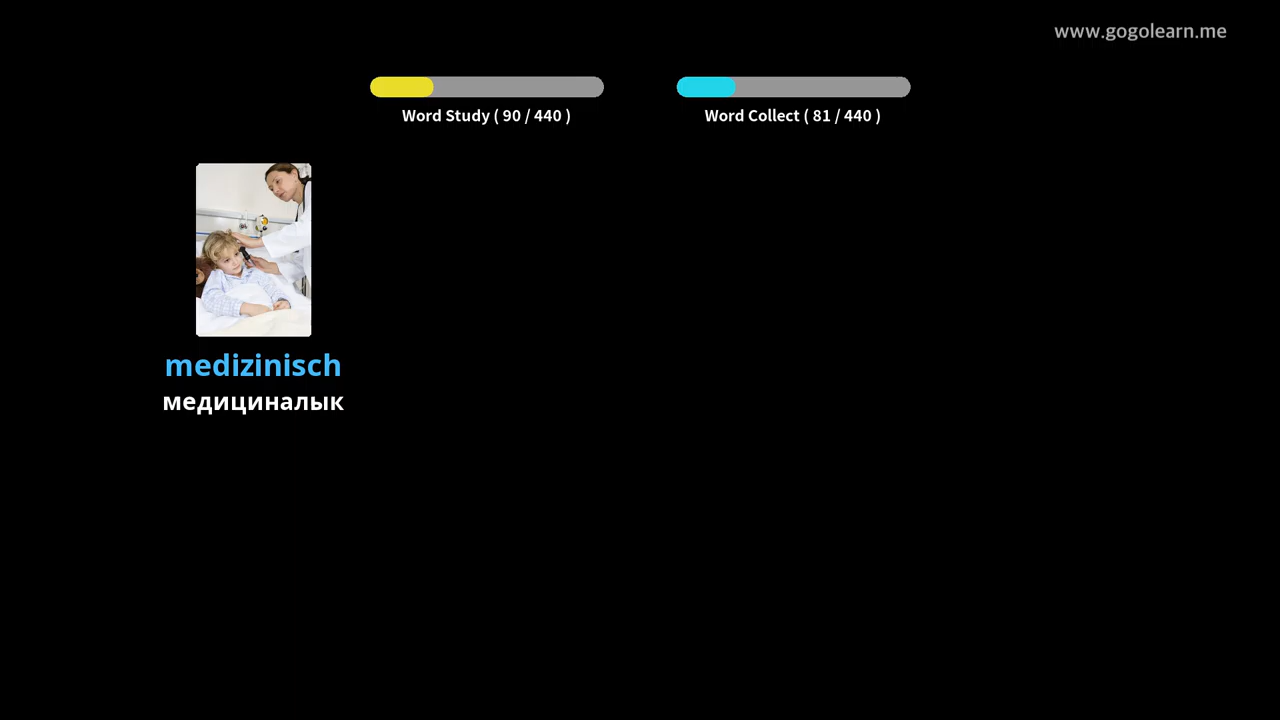 www.gogolearn.me
Word Study ( 90 / 440 )
Word Collect ( 81 / 440 )
medizinisch
медициналык